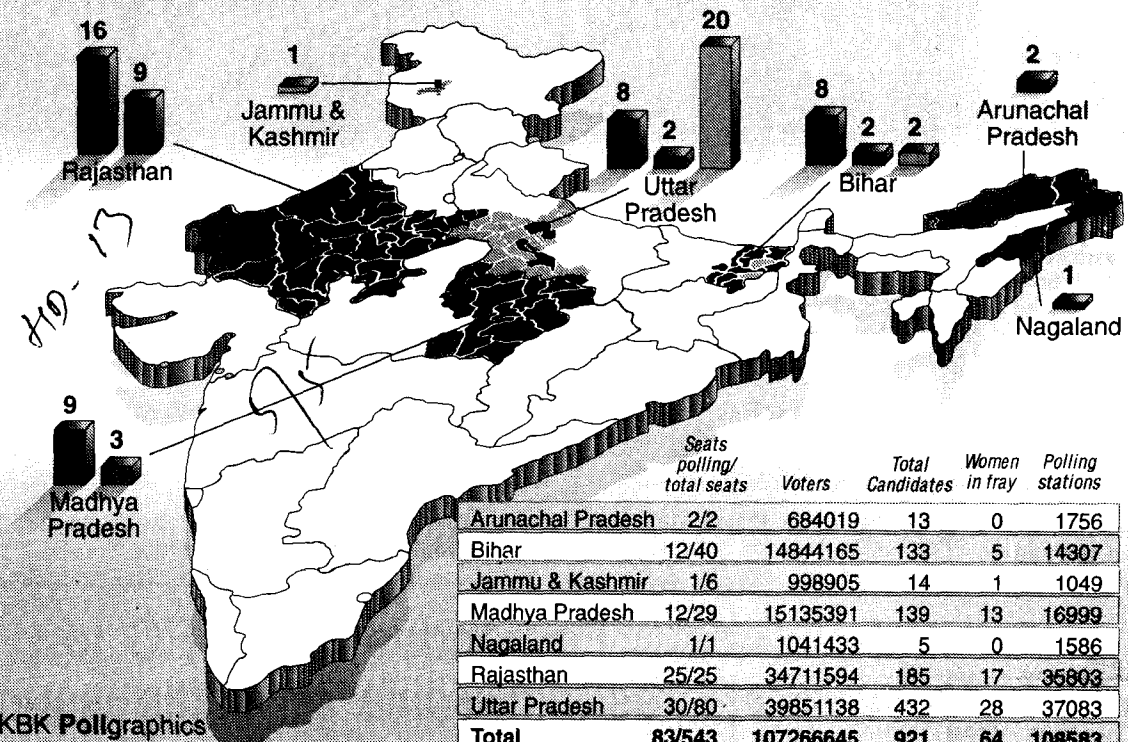 16
9
Rajasthan
1
Jammu &
Kashmir
8
2
20
Uttar
Pradesh
8
2
2
Bihar
2
Arunachal
Pradesh
1
Nagaland
9
3
Madhya
Pradesh
HD-13
Seats polling/ total seats Voters Total Candidates Women in fray Polling stations
Arunachal Pradesh 2/2 684019 13 0 1756
Bihar 12/40 14844165 133 5 14307
Jammu & Kashmir 1/6 998905 14 1 1049
Madhya Pradesh 12/29 15135391 139 13 16999
Nagaland 1/1 1041433 5 0 1586
Rajasthan 25/25 34711594 185 17 35803
Uttar Pradesh 30/80 39851138 432 28 37083
Total 83/543 107266645 921 64 108583
KBK Pollgraphics